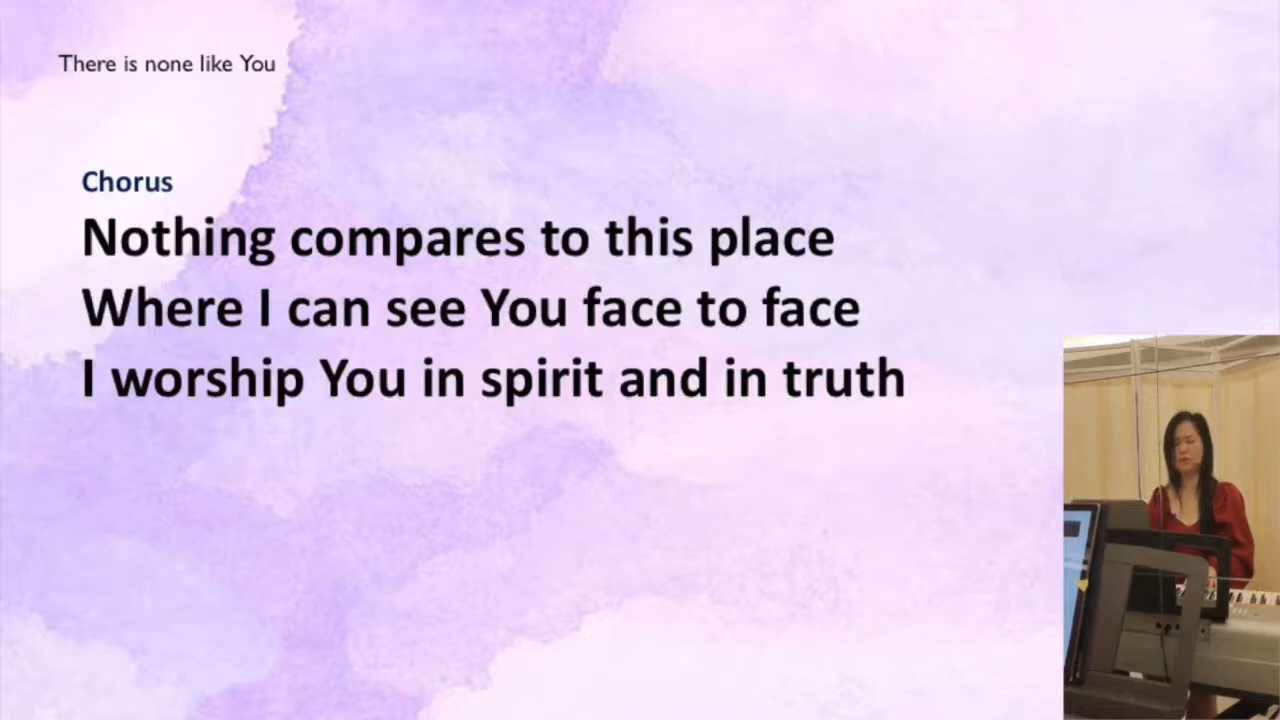 There is none like You
Chorus
Nothing compares to this place
Where I can see You face to face
I worship You in spirit and in truth